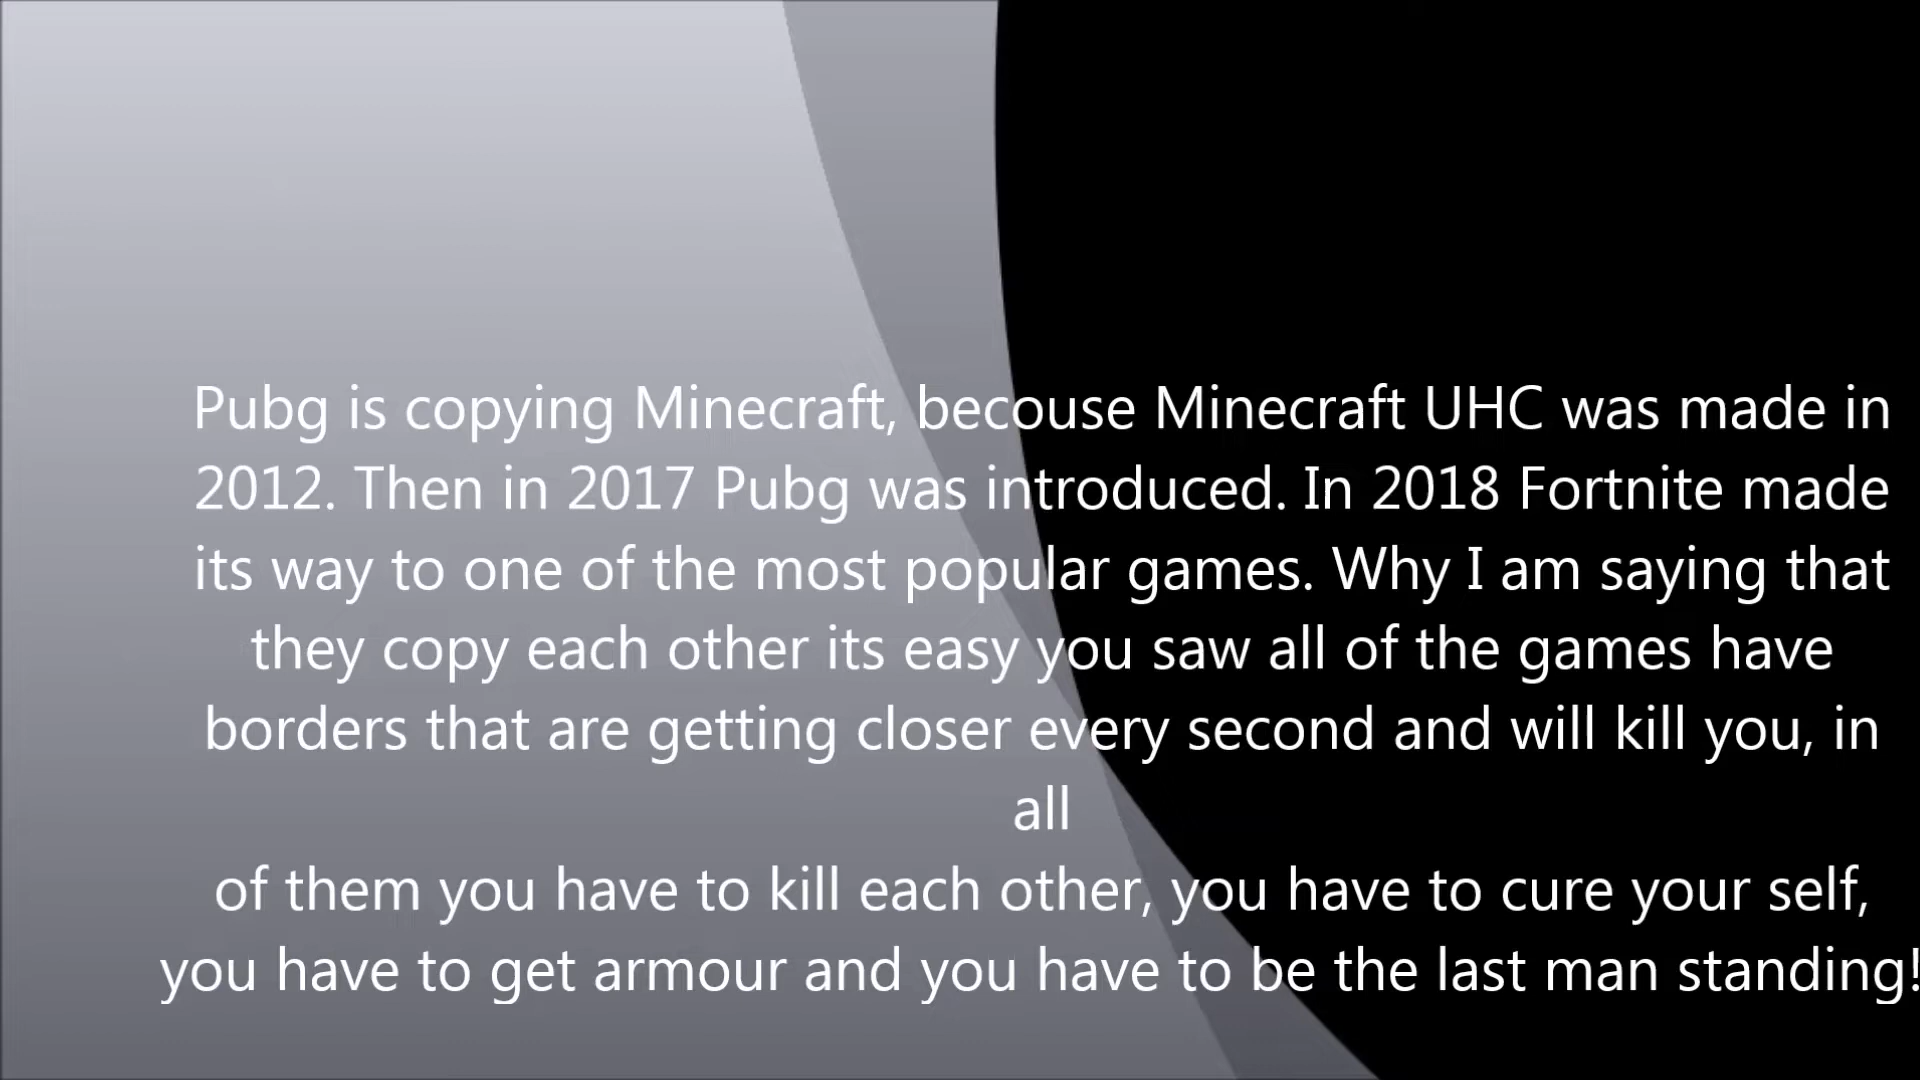 Pubg is copying Minecraft, becouse Minecraft UHC was made in
2012. Then in 2017 Pubg was introduced. In 2018 Fortnite made
its way to one of the most popular games. Why I am saying that
they copy each other its easy you saw all of the games have
borders that are getting closer every second and will kill you, in
all
of them you have to kill each other, you have to cure your self,
you have to get armour and you have to be the last man standing!